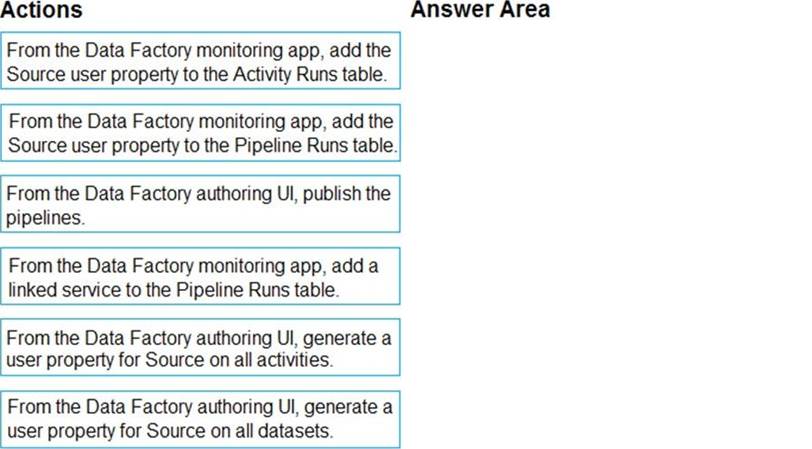 Actions
Answer Area
From the Data Factory monitoring app, add the
Source user property to the Activity Runs table.
From the Data Factory monitoring app, add the
Source user property to the Pipeline Runs table.
From the Data Factory authoring UI, publish the
pipelines.
From the Data Factory monitoring app, add a
linked service to the Pipeline Runs table.
From the Data Factory authoring UI, generate a
user property for Source on all activities.
From the Data Factory authoring UI, generate a
user property for Source on all datasets.